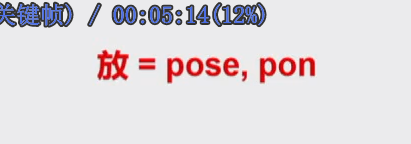 关键帧) / 00:05:14(12%)
放 = pose, pon